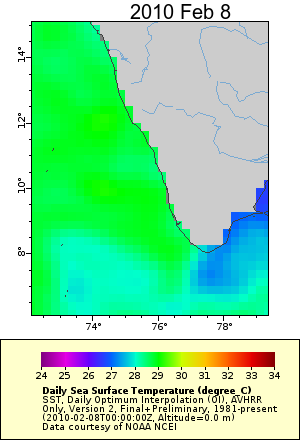 2010 Feb 8
14°
12°
10°
8°
74° 76° 78°
24 25 26 27 28 29 30 31 32 33 34
Daily Sea Surface Temperature (degree_C)
SST, Daily Optimum Interpolation (OI), AVHRR
Only, Version 2, Final+Preliminary, 1981-present
(2010-02-08T00:00:00Z, Altitude=0.0 m)
Data courtesy of NOAA NCEI